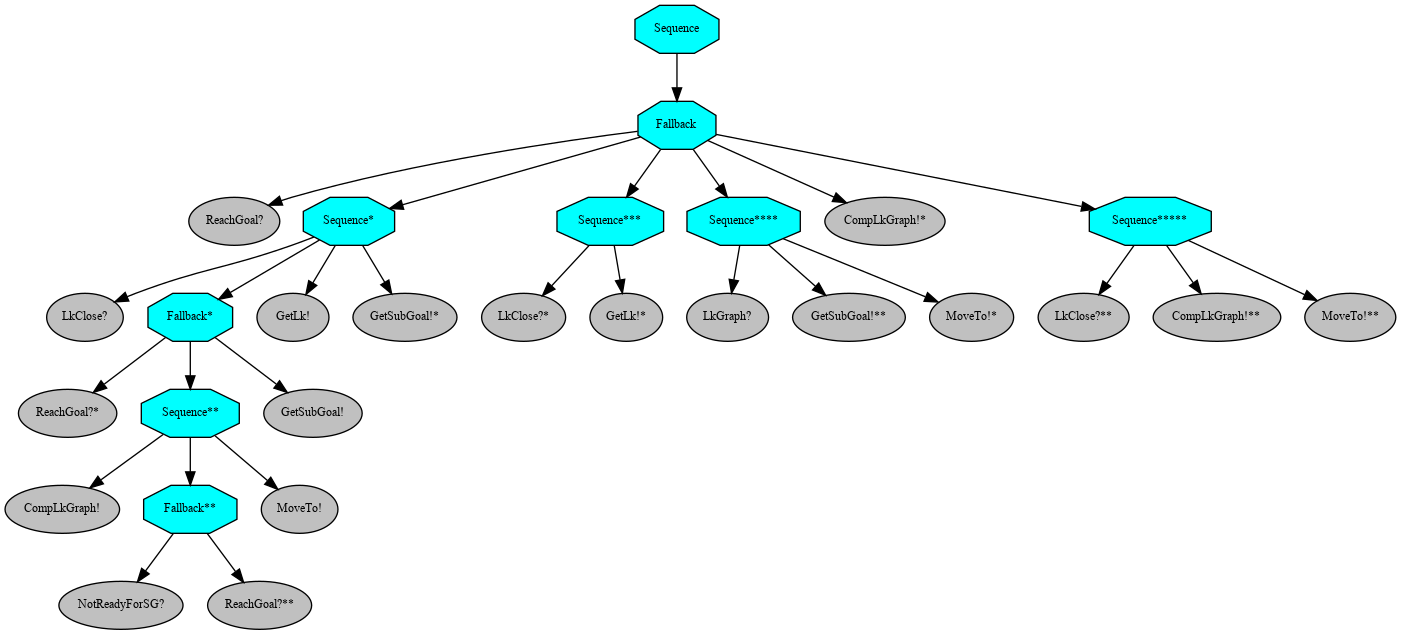 Sequence
Fallback
ReachGoal?
Sequence*
Sequence***
Sequence****
CompLkGraph!*
Sequence*****
LkClose?
Fallback*
GetLk!
GetSubGoal!*
LkClose?*
GetLk!*
LkGraph?
GetSubGoal!**
MoveTo!*
LkClose?**
CompLkGraph!**
MoveTo!**
ReachGoal?*
Sequence**
GetSubGoal!
CompLkGraph!
Fallback**
MoveTo!
NotReadyForSG?
ReachGoal?**